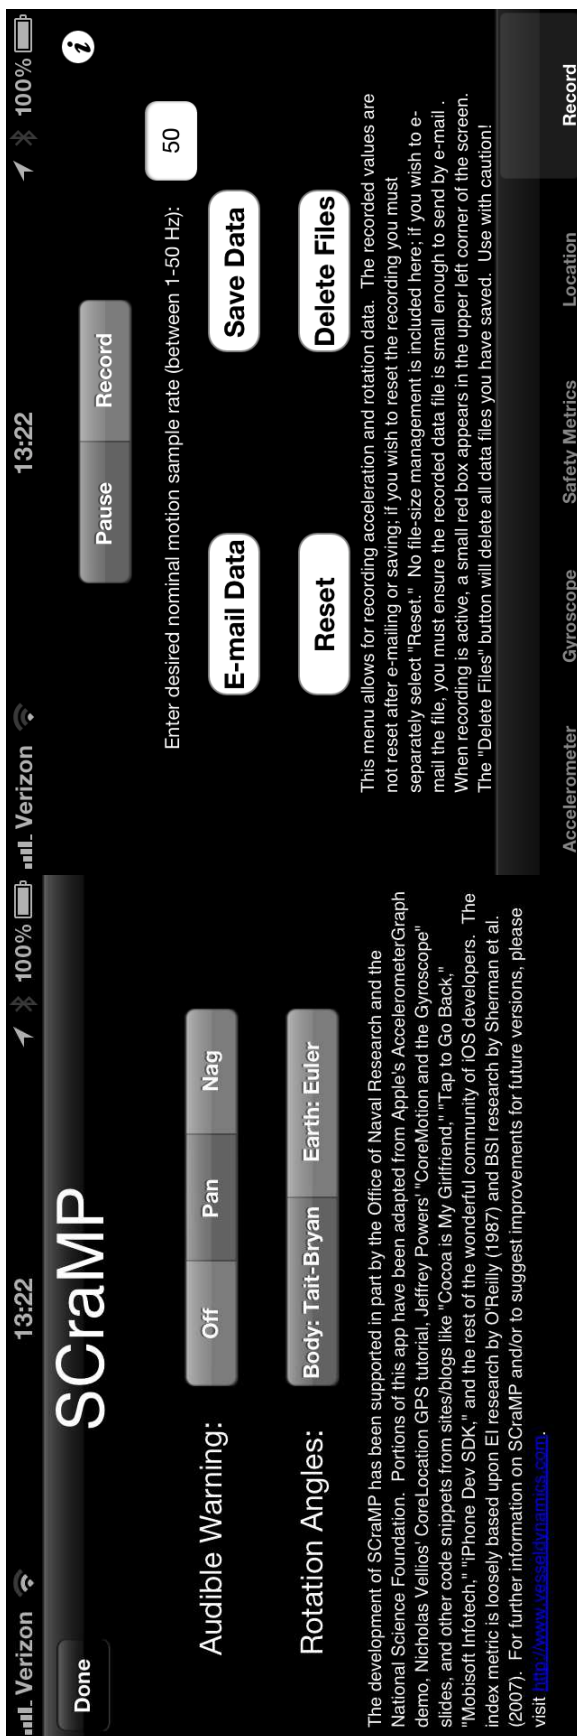 Verizon 13:22 100%
Done
SCraMP
Audible Warning:
Off Pan Nag
Rotation Angles:
Body: Tait-Bryan Earth: Euler
The development of SCraMP has been supported in part by the Office of Naval Research and the
National Science Foundation. Portions of this app have been adapted from Apple's AccelerometerGraph
demo, Nicholas Vellios' CoreLocation GPS tutorial, Jeffrey Powers' "CoreMotion and the Gyroscope"
slides, and other code snippets from sites/blogs like "Cocoa is My Girlfriend," "Tap to Go Back,"
"Mobisoft Infotech," "iPhone Dev SDK," and the rest of the wonderful community of iOS developers. The
index metric is loosely based upon EI research by O'Reilly (1987) and BSI research by Sherman et al.
(2007). For further information on SCraMP and/or to suggest improvements for future versions, please
visit http://www.vesseldynamics.com.
Verizon 13:22 100%
Pause Record
Enter desired nominal motion sample rate (between 1-50 Hz): 50
E-mail Data Save Data
Reset Delete Files
This menu allows for recording acceleration and rotation data. The recorded values are
not reset after e-mailing or saving; if you wish to reset the recording you must
separately select "Reset." No file-size management is included here; if you wish to e-
mail the file, you must ensure the recorded data file is small enough to send by e-mail .
When recording is active, a small red box appears in the upper left corner of the screen.
The "Delete Files" button will delete all data files you have saved. Use with caution!
Accelerometer Gyroscope Safety Metrics Location Record